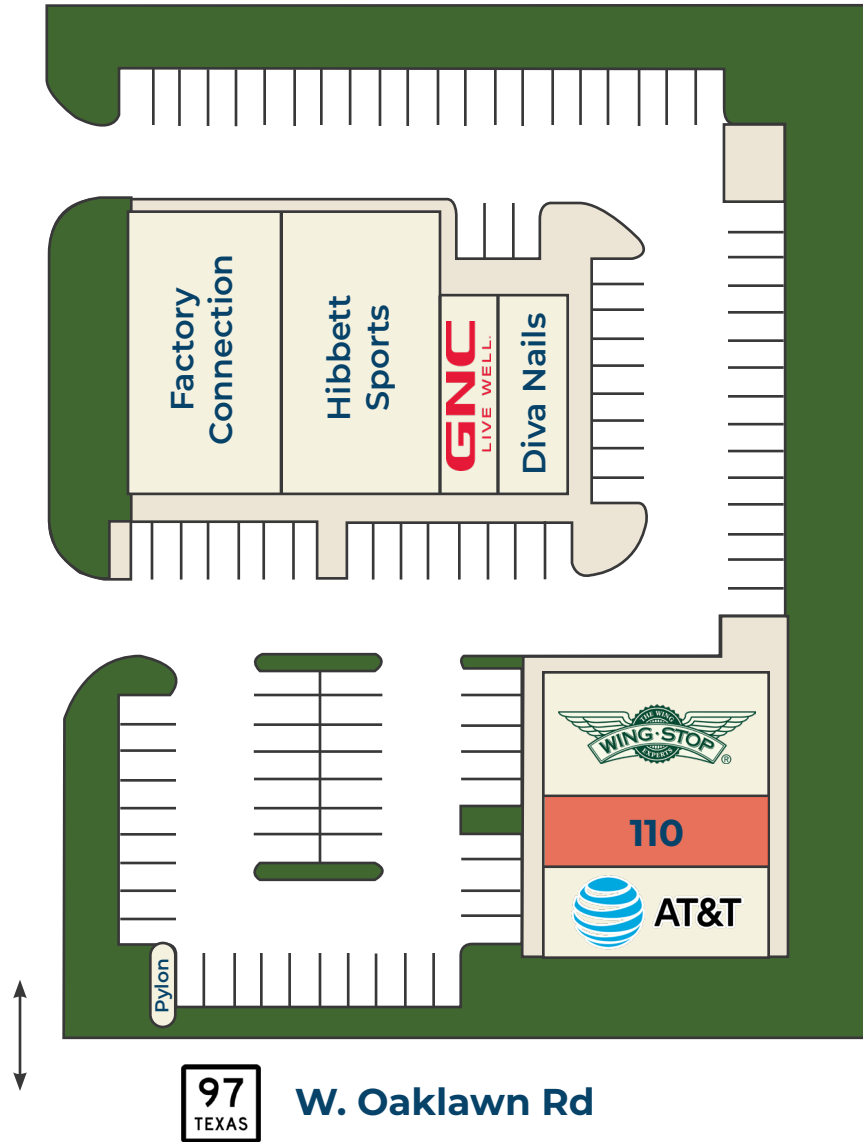 Factory
Connection
Hibbett
Sports
GNC
LIVE WELL.
Diva Nails
THE WING
WING·STOP
EXPERTS
®
110
AT&T
Pylon
97
TEXAS
W. Oaklawn Rd